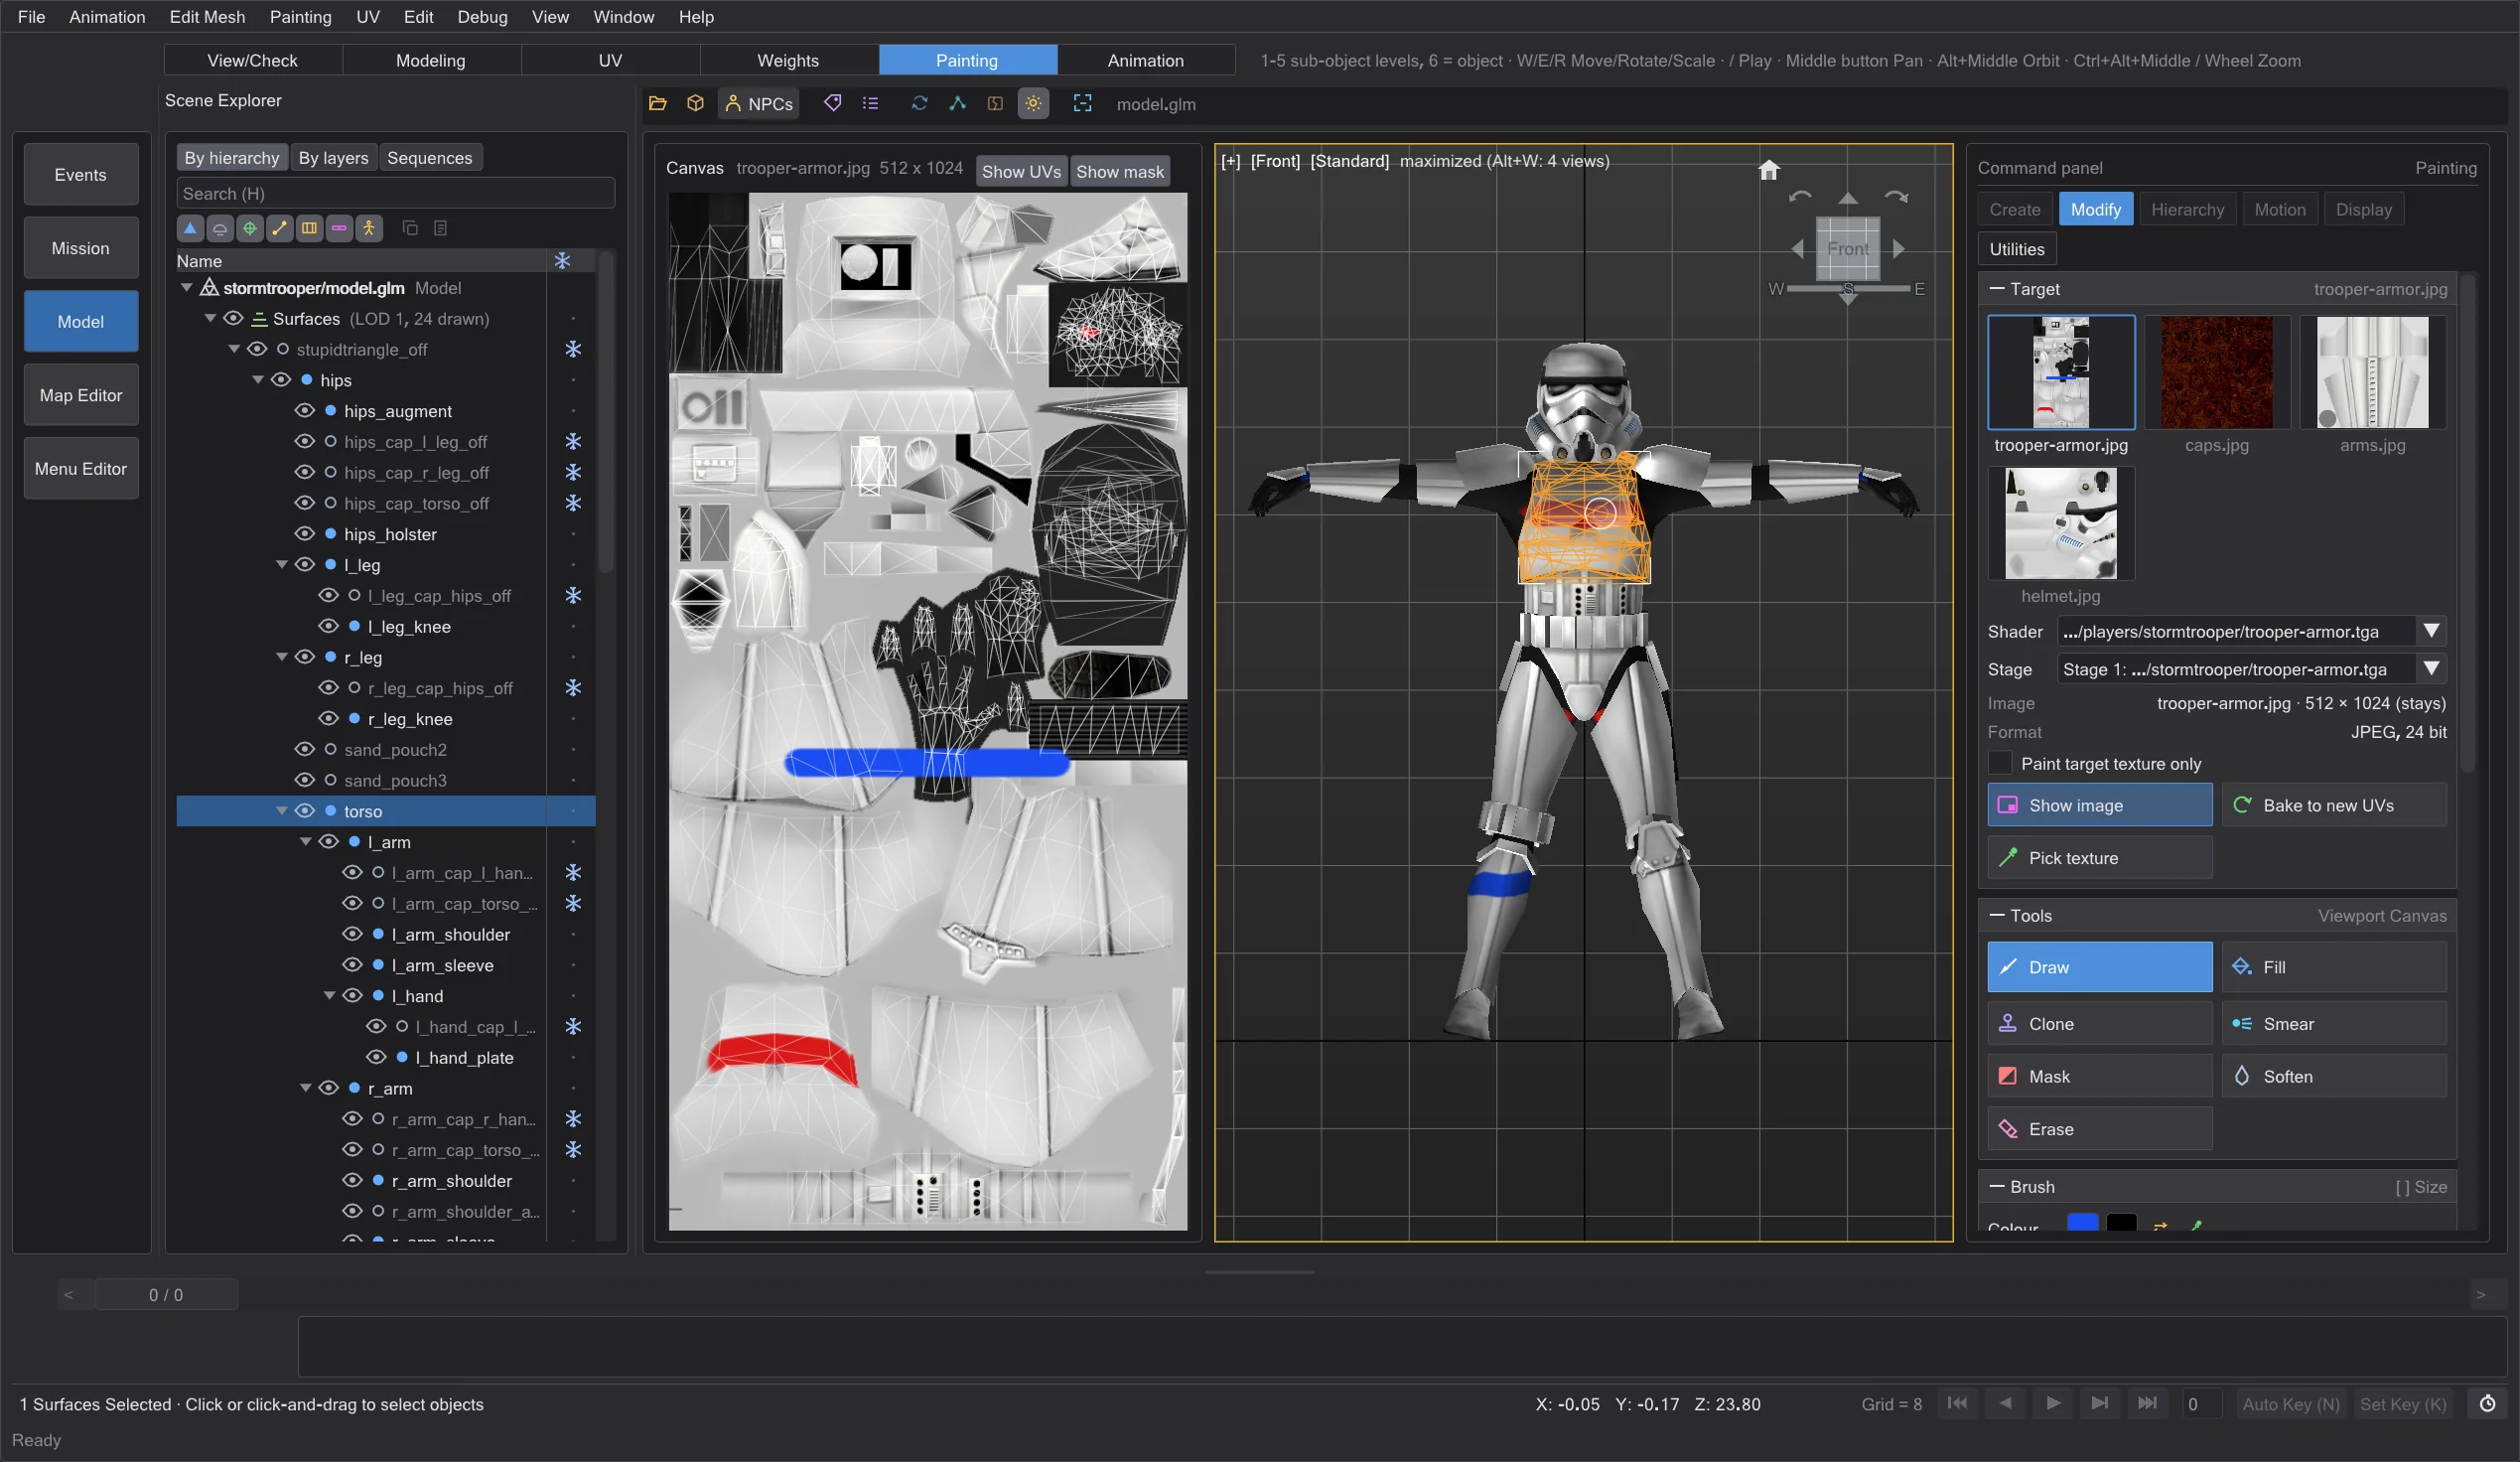 File Animation Edit Mesh Painting UV Edit Debug View Window Help
View/Check Modeling UV Weights Painting Animation 1-5 sub-object levels, 6 = object · W/E/R Move/Rotate/Scale · / Play · Middle button Pan · Alt+Middle Orbit · Ctrl+Alt+Middle / Wheel Zoom
Scene Explorer
NPCs model.glm
Events
Mission
Model
Map Editor
Menu Editor
By hierarchy By layers Sequences
Search (H)
Name
stormtrooper/model.glm Model
Surfaces (LOD 1, 24 drawn)
stupidtriangle_off
hips
hips_augment
hips_cap_l_leg_off
hips_cap_r_leg_off
hips_cap_torso_off
hips_holster
l_leg
l_leg_cap_hips_off
l_leg_knee
r_leg
r_leg_cap_hips_off
r_leg_knee
sand_pouch2
sand_pouch3
torso
l_arm
l_arm_cap_l_han...
l_arm_cap_torso_...
l_arm_shoulder
l_arm_sleeve
l_hand
l_hand_cap_l_...
l_hand_plate
r_arm
r_arm_cap_r_han...
r_arm_cap_torso_...
r_arm_shoulder
r_arm_shoulder_a...
r_arm_sleeve
Canvas trooper-armor.jpg 512 x 1024 Show UVs Show mask
[+] [Front] [Standard] maximized (Alt+W: 4 views)
Front
W S E
Command panel Painting
Create Modify Hierarchy Motion Display
Utilities
Target trooper-armor.jpg
trooper-armor.jpg caps.jpg arms.jpg
helmet.jpg
Shader .../players/stormtrooper/trooper-armor.tga
Stage Stage 1: .../stormtrooper/trooper-armor.tga
Image trooper-armor.jpg · 512 × 1024 (stays)
Format JPEG, 24 bit
Paint target texture only
Show image Bake to new UVs
Pick texture
Tools Viewport Canvas
Draw Fill
Clone Smear
Mask Soften
Erase
Brush [ ] Size
Colour
< 0 / 0 >
1 Surfaces Selected · Click or click-and-drag to select objects X: -0.05 Y: -0.17 Z: 23.80 Grid = 8 0 Auto Key (N) Set Key (K)
Ready